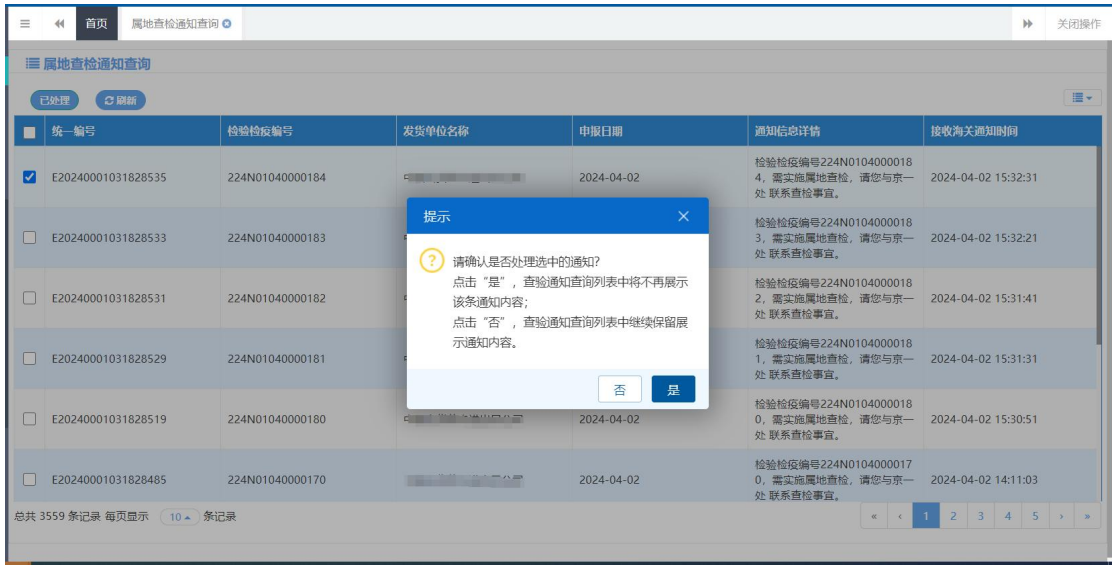 首页 属地查检通知查询 关闭操作
属地查检通知查询
已处理 刷新
统一编号 检验检疫编号 发货单位名称 申报日期 通知信息详情 接收海关通知时间
E20240001031828535 224N01040000184 2024-04-02 检验检疫编号224N0104000018
4, 需实施属地查检, 请您与京一
处 联系查检事宜。 2024-04-02 15:32:31
提示
E20240001031828533 224N01040000183 检验检疫编号224N0104000018
3, 需实施属地查检, 请您与京一
处 联系查检事宜。 2024-04-02 15:32:21
请确认是否处理选中的通知?
点击“是”, 查验通知查询列表中将不再展示
该条通知内容;
点击“否”, 查验通知查询列表中继续保留展
示通知内容。
E20240001031828531 224N01040000182 检验检疫编号224N0104000018
2, 需实施属地查检, 请您与京一
处 联系查检事宜。 2024-04-02 15:31:41
E20240001031828529 224N01040000181 检验检疫编号224N0104000018
1, 需实施属地查检, 请您与京一
处 联系查检事宜。 2024-04-02 15:31:31
否 是
E20240001031828519 224N01040000180 2024-04-02 检验检疫编号224N0104000018
0, 需实施属地查检, 请您与京一
处 联系查检事宜。 2024-04-02 15:30:51
E20240001031828485 224N01040000170 2024-04-02 检验检疫编号224N0104000017
0, 需实施属地查检, 请您与京一
处 联系查检事宜。 2024-04-02 14:11:03
总共 3559 条记录 每页显示 10 条记录 « ‹ 1 2 3 4 5 › »